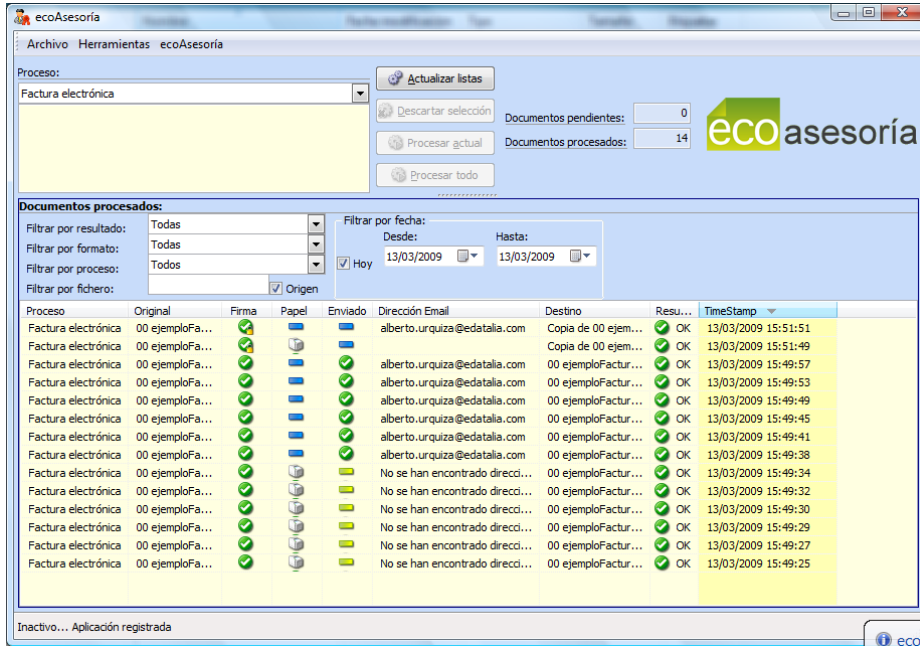 ecoAsesoría
Archivo Herramientas ecoAsesoría
Proceso:
Factura electrónica
Actualizar listas
Descartar selección
Procesar actual
Procesar todo
Documentos pendientes: 0
Documentos procesados: 14
eco asesoría
Documentos procesados:
Filtrar por resultado: Todas
Filtrar por formato: Todas
Filtrar por proceso: Todos
Filtrar por fichero: Origen
Filtrar por fecha:
Desde: Hasta:
Hoy 13/03/2009 13/03/2009
Proceso Original Firma Papel Enviado Dirección Email Destino Resu... TimeStamp
Factura electrónica 00 ejemploFa... alberto.urquiza@edatalia.com Copia de 00 ejem... OK 13/03/2009 15:51:51
Factura electrónica 00 ejemploFa... Copia de 00 ejem... OK 13/03/2009 15:51:49
Factura electrónica 00 ejemploFa... alberto.urquiza@edatalia.com 00 ejemploFactur... OK 13/03/2009 15:49:57
Factura electrónica 00 ejemploFa... alberto.urquiza@edatalia.com 00 ejemploFactur... OK 13/03/2009 15:49:53
Factura electrónica 00 ejemploFa... alberto.urquiza@edatalia.com 00 ejemploFactur... OK 13/03/2009 15:49:49
Factura electrónica 00 ejemploFa... alberto.urquiza@edatalia.com 00 ejemploFactur... OK 13/03/2009 15:49:45
Factura electrónica 00 ejemploFa... alberto.urquiza@edatalia.com 00 ejemploFactur... OK 13/03/2009 15:49:41
Factura electrónica 00 ejemploFa... alberto.urquiza@edatalia.com 00 ejemploFactur... OK 13/03/2009 15:49:38
Factura electrónica 00 ejemploFa... No se han encontrado direcci... 00 ejemploFactur... OK 13/03/2009 15:49:34
Factura electrónica 00 ejemploFa... No se han encontrado direcci... 00 ejemploFactur... OK 13/03/2009 15:49:32
Factura electrónica 00 ejemploFa... No se han encontrado direcci... 00 ejemploFactur... OK 13/03/2009 15:49:30
Factura electrónica 00 ejemploFa... No se han encontrado direcci... 00 ejemploFactur... OK 13/03/2009 15:49:29
Factura electrónica 00 ejemploFa... No se han encontrado direcci... 00 ejemploFactur... OK 13/03/2009 15:49:27
Factura electrónica 00 ejemploFa... No se han encontrado direcci... 00 ejemploFactur... OK 13/03/2009 15:49:25
Inactivo... Aplicación registrada
eco